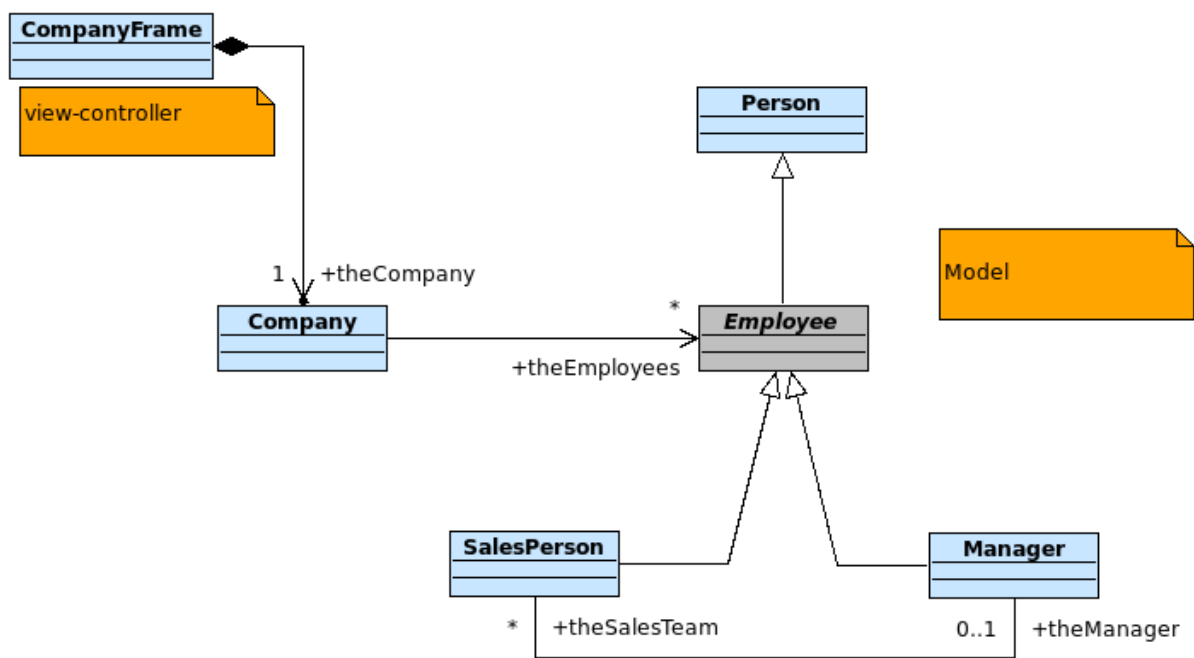 CompanyFrame
view-controller
Person
Model
1
+theCompany
*
Company
Employee
+theEmployees
SalesPerson
Manager
*
+theSalesTeam
0..1
+theManager